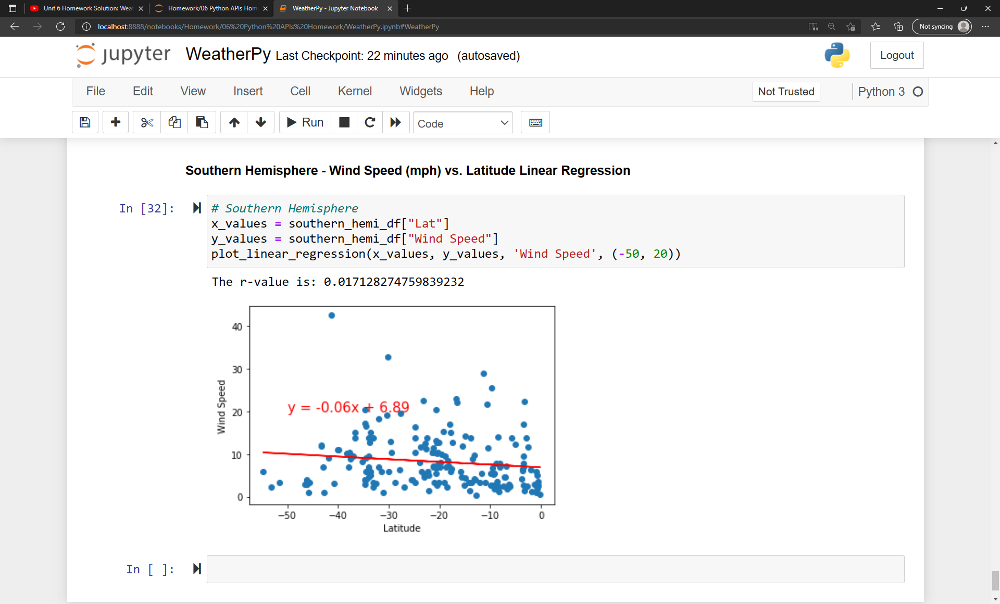 Unit 6 Homework Solution: Wea
Homework/06 Python APIs Hom
WeatherPy - Jupyter Notebook
localhost:8888/notebooks/Homework/06%20Python%20APIs%20Homework/WeatherPy.ipynb#WeatherPy
Not syncing
jupyter WeatherPy Last Checkpoint: 22 minutes ago (autosaved)
Logout
File Edit View Insert Cell Kernel Widgets Help
Not Trusted
Python 3
Run
Code
Southern Hemisphere - Wind Speed (mph) vs. Latitude Linear Regression
In [32]:
# Southern Hemisphere
x_values = southern_hemi_df["Lat"]
y_values = southern_hemi_df["Wind Speed"]
plot_linear_regression(x_values, y_values, 'Wind Speed', (-50, 20))
The r-value is: 0.017128274759839232
40
30
20
10
0
Wind Speed
y = -0.06x + 6.89
−50 −40 −30 −20 −10 0
Latitude
In [ ]: